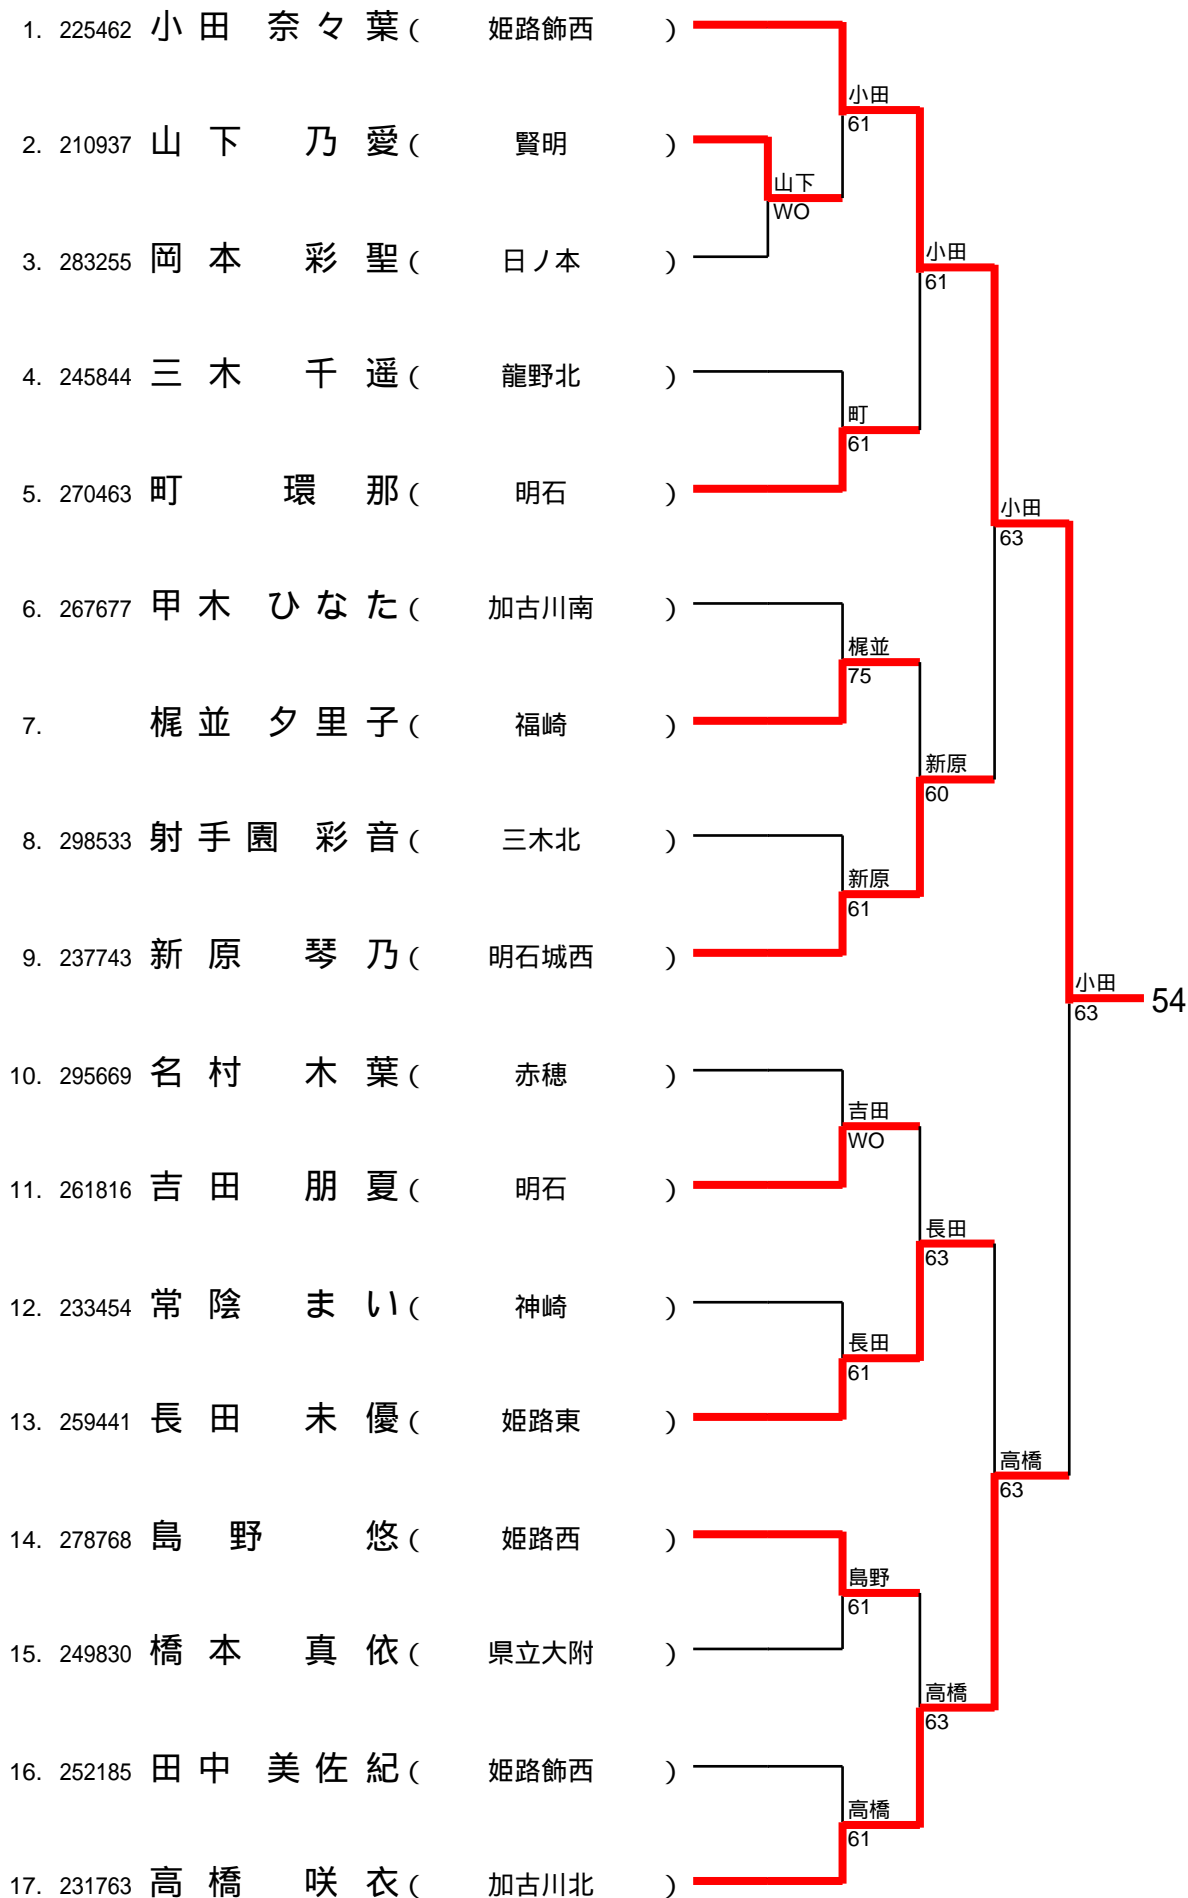 1. 225462 小田 奈々葉 ( 姫路飾西 )
小田
61
2. 210937 山下 乃愛 ( 賢明 )
山下
WO
3. 283255 岡本 彩聖 ( 日ノ本 )
小田
61
4. 245844 三木 千遥 ( 龍野北 )
町
61
5. 270463 町 環那 ( 明石 )
小田
63
6. 267677 甲木 ひなた ( 加古川南 )
梶並
75
7. 梶並 夕里子 ( 福崎 )
新原
60
8. 298533 射手園 彩音 ( 三木北 )
新原
61
9. 237743 新原 琴乃 ( 明石城西 )
小田
63
54
10. 295669 名村 木葉 ( 赤穂 )
吉田
WO
11. 261816 吉田 朋夏 ( 明石 )
長田
63
12. 233454 常陰 まい ( 神崎 )
長田
61
13. 259441 長田 未優 ( 姫路東 )
高橋
63
14. 278768 島野 悠 ( 姫路西 )
島野
61
15. 249830 橋本 真依 ( 県立大附 )
高橋
63
16. 252185 田中 美佐紀 ( 姫路飾西 )
高橋
61
17. 231763 高橋 咲衣 ( 加古川北 )